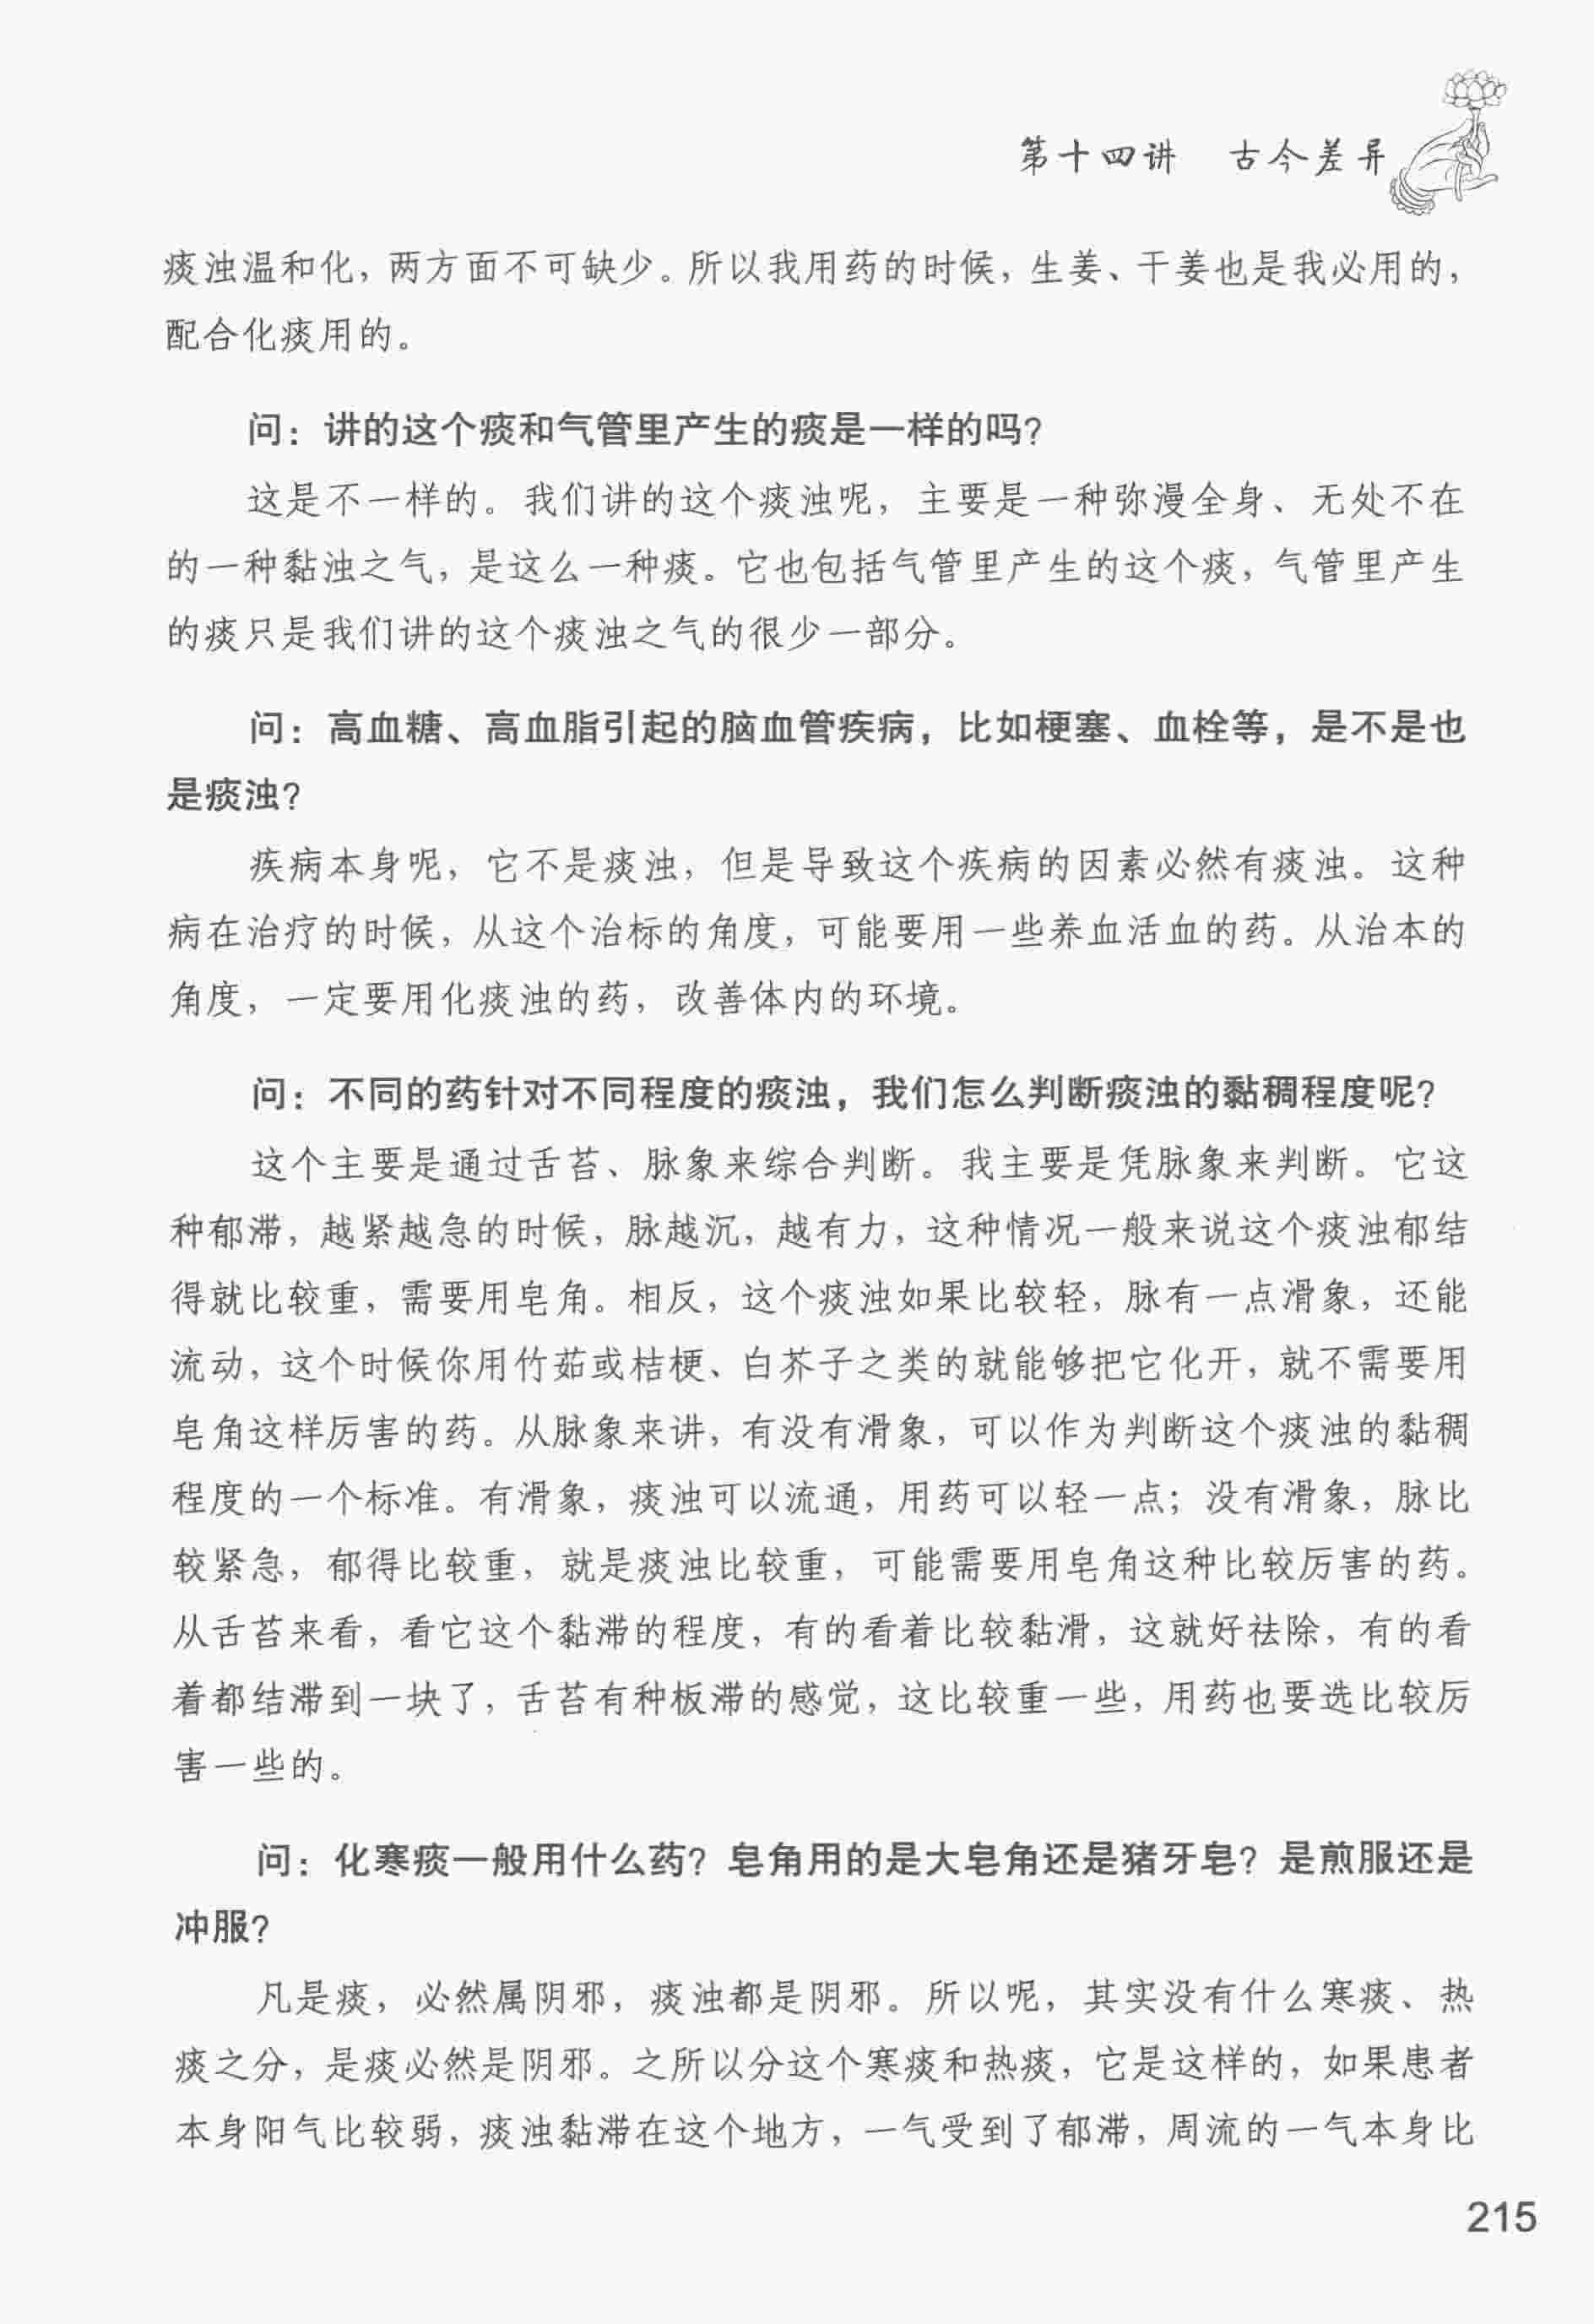 第十四讲 古今差异
痰浊温和化，两方面不可缺少。所以我用药的时候，生姜、干姜也是我必用的，
配合化痰用的。
问：讲的这个痰和气管里产生的痰是一样的吗？
这是不一样的。我们讲的这个痰浊呢，主要是一种弥漫全身、无处不在
的一种黏浊之气，是这么一种痰。它也包括气管里产生的这个痰，气管里产生
的痰只是我们讲的这个痰浊之气的很少一部分。
问：高血糖、高血脂引起的脑血管疾病，比如梗塞、血栓等，是不是也
是痰浊？
疾病本身呢，它不是痰浊，但是导致这个疾病的因素必然有痰浊。这种
病在治疗的时候，从这个治标的角度，可能要用一些养血活血的药。从治本的
角度，一定要用化痰浊的药，改善体内的环境。
问：不同的药针对不同程度的痰浊，我们怎么判断痰浊的黏稠程度呢？
这个主要是通过舌苔、脉象来综合判断。我主要是凭脉象来判断。它这
种郁滞，越紧越急的时候，脉越沉，越有力，这种情况一般来说这个痰浊郁结
得就比较重，需要用皂角。相反，这个痰浊如果比较轻，脉有一点滑象，还能
流动，这个时候你用竹茹或桔梗、白芥子之类的就能够把它化开，就不需要用
皂角这样厉害的药。从脉象来讲，有没有滑象，可以作为判断这个痰浊的黏稠
程度的一个标准。有滑象，痰浊可以流通，用药可以轻一点；没有滑象，脉比
较紧急，郁得比较重，就是痰浊比较重，可能需要用皂角这种比较厉害的药。
从舌苔来看，看它这个黏滞的程度，有的看着比较黏滑，这就好祛除，有的看
着都结滞到一块了，舌苔有种板滞的感觉，这比较重一些，用药也要选比较厉
害一些的。
问：化寒痰一般用什么药？皂角用的是大皂角还是猪牙皂？是煎服还是
冲服？
凡是痰，必然属阴邪，痰浊都是阴邪。所以呢，其实没有什么寒痰、热
痰之分，是痰必然是阴邪。之所以分这个寒痰和热痰，它是这样的，如果患者
本身阳气比较弱，痰浊黏滞在这个地方，一气受到了郁滞，周流的一气本身比
215